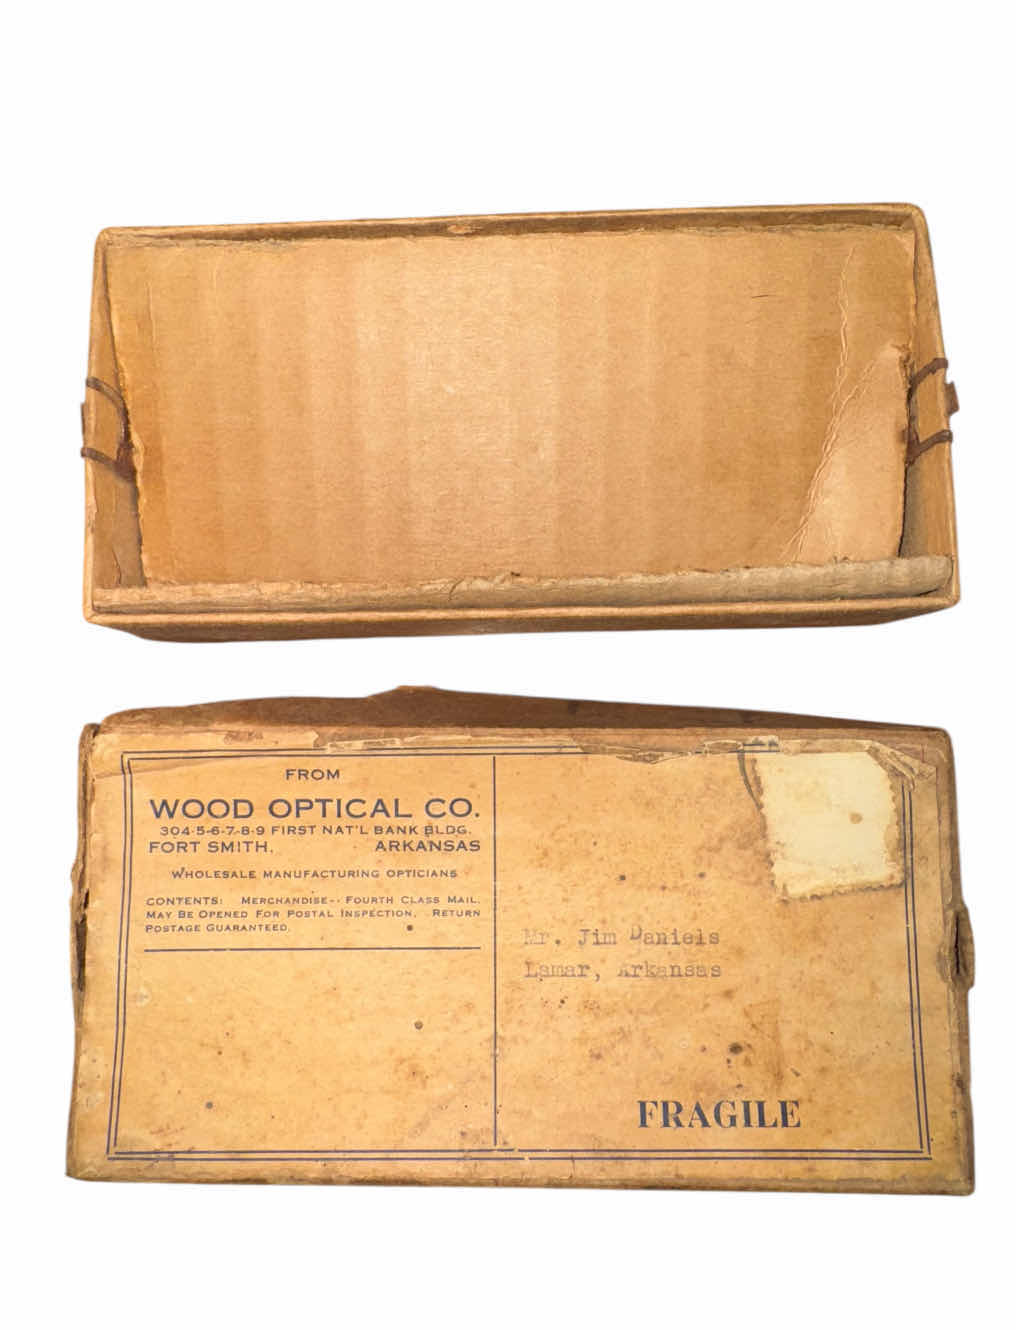 FROM
WOOD OPTICAL CO.
304-5-6-7-8-9 FIRST NAT'L BANK BLDG.
FORT SMITH, ARKANSAS
WHOLESALE MANUFACTURING OPTICIANS
CONTENTS: MERCHANDISE-- FOURTH CLASS MAIL.
MAY BE OPENED FOR POSTAL INSPECTION, RETURN
POSTAGE GUARANTEED.
Mr. Jim Daniels
Lamar, Arkansas
FRAGILE